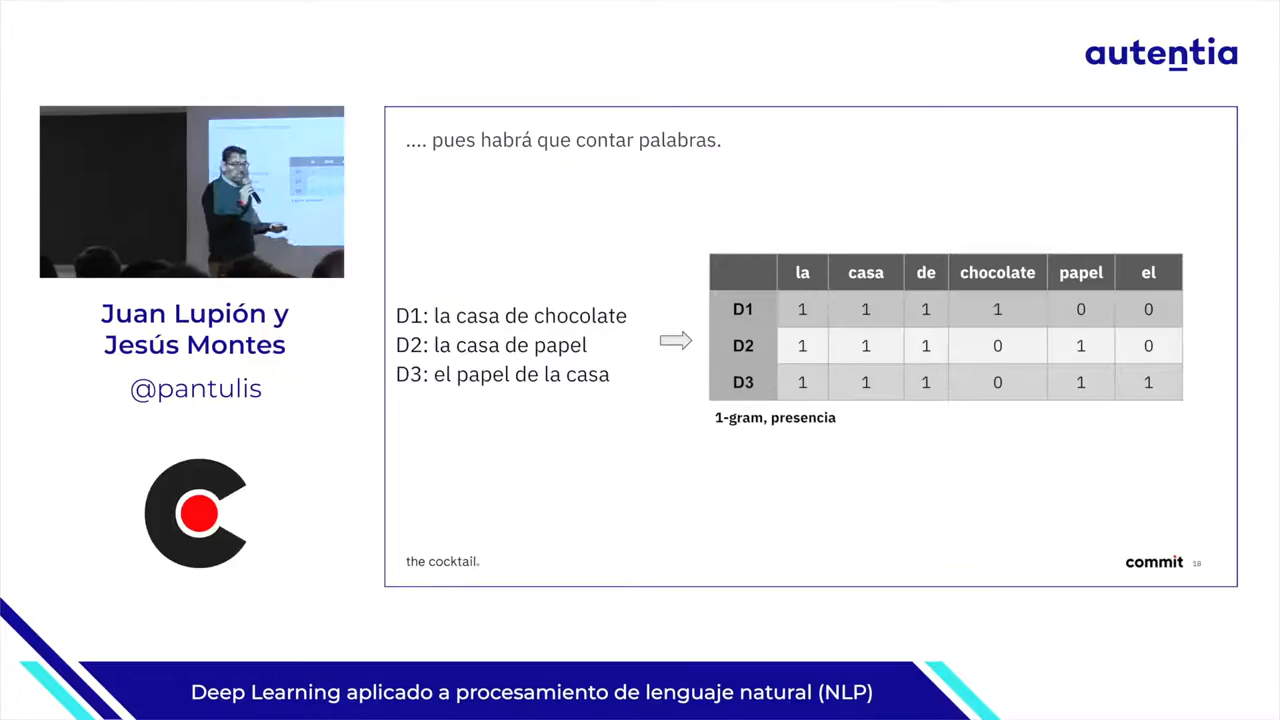 autentia
.... pues habrá que contar palabras.
Juan Lupión y
Jesús Montes
@pantulis
D1: la casa de chocolate
D2: la casa de papel
D3: el papel de la casa
la casa de chocolate papel el
D1 1 1 1 1 0 0
D2 1 1 1 0 1 0
D3 1 1 1 0 1 1
1-gram, presencia
the cocktail.
commit 18
Deep Learning aplicado a procesamiento de lenguaje natural (NLP)